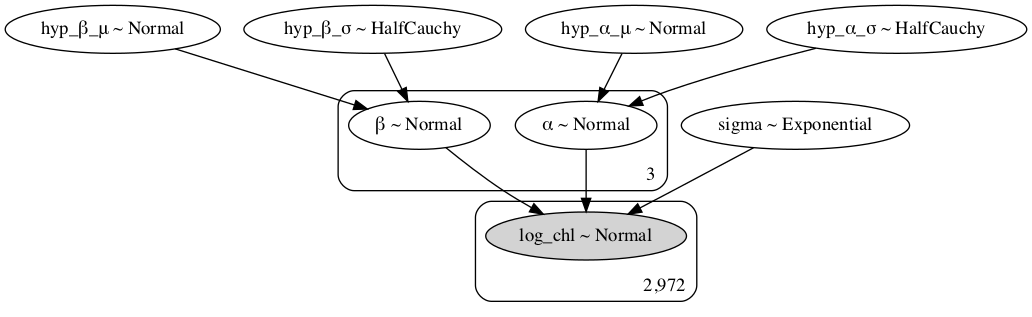 hyp_β_μ ~ Normal
hyp_β_σ ~ HalfCauchy
hyp_α_μ ~ Normal
hyp_α_σ ~ HalfCauchy
β ~ Normal
α ~ Normal
sigma ~ Exponential
3
log_chl ~ Normal
2,972